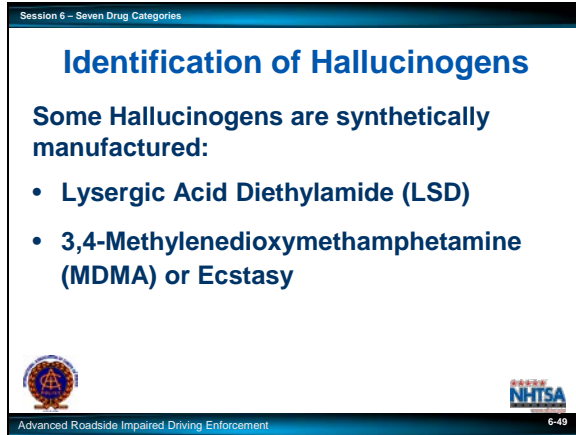 Session 6 – Seven Drug Categories
Identification of Hallucinogens
Some Hallucinogens are synthetically
manufactured:
• Lysergic Acid Diethylamide (LSD)
• 3,4-Methylenedioxymethamphetamine
(MDMA) or Ecstasy
NHTSA
Advanced Roadside Impaired Driving Enforcement
6-49